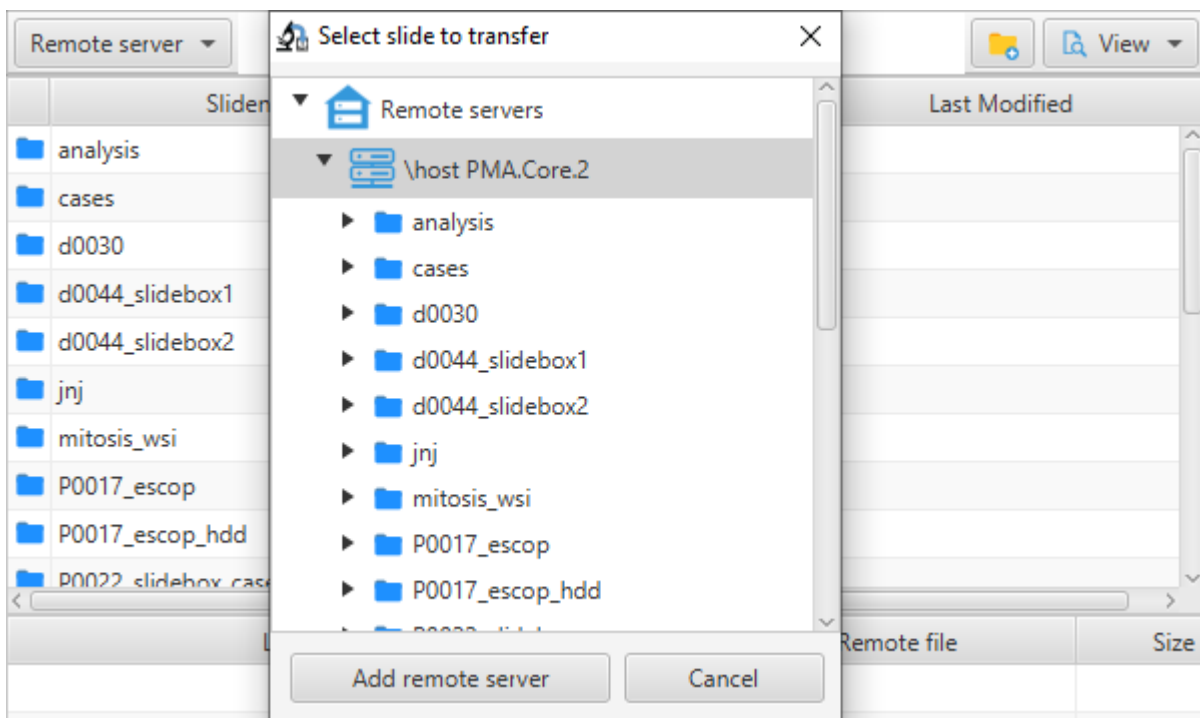 Remote server
Select slide to transfer
View
Sliden
Last Modified
Remote servers
\host PMA.Core.2
analysis
cases
d0030
d0044_slidebox1
d0044_slidebox2
jnj
mitosis_wsi
P0017_escop
P0017_escop_hdd
P0022_slidebox_case
analysis
cases
d0030
d0044_slidebox1
d0044_slidebox2
jnj
mitosis_wsi
P0017_escop
P0017_escop_hdd
L
Remote file
Size
Add remote server
Cancel